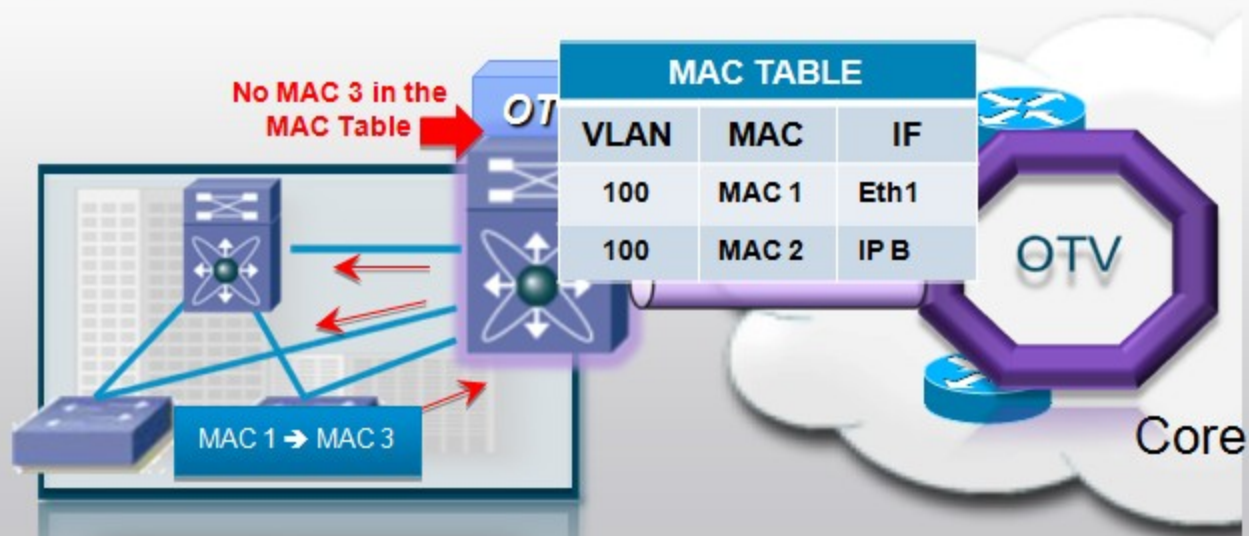 No MAC 3 in the
MAC Table
OT
MAC TABLE
VLAN MAC IF
100 MAC 1 Eth1
100 MAC 2 IP B
OTV
MAC 1 ➔ MAC 3
Core